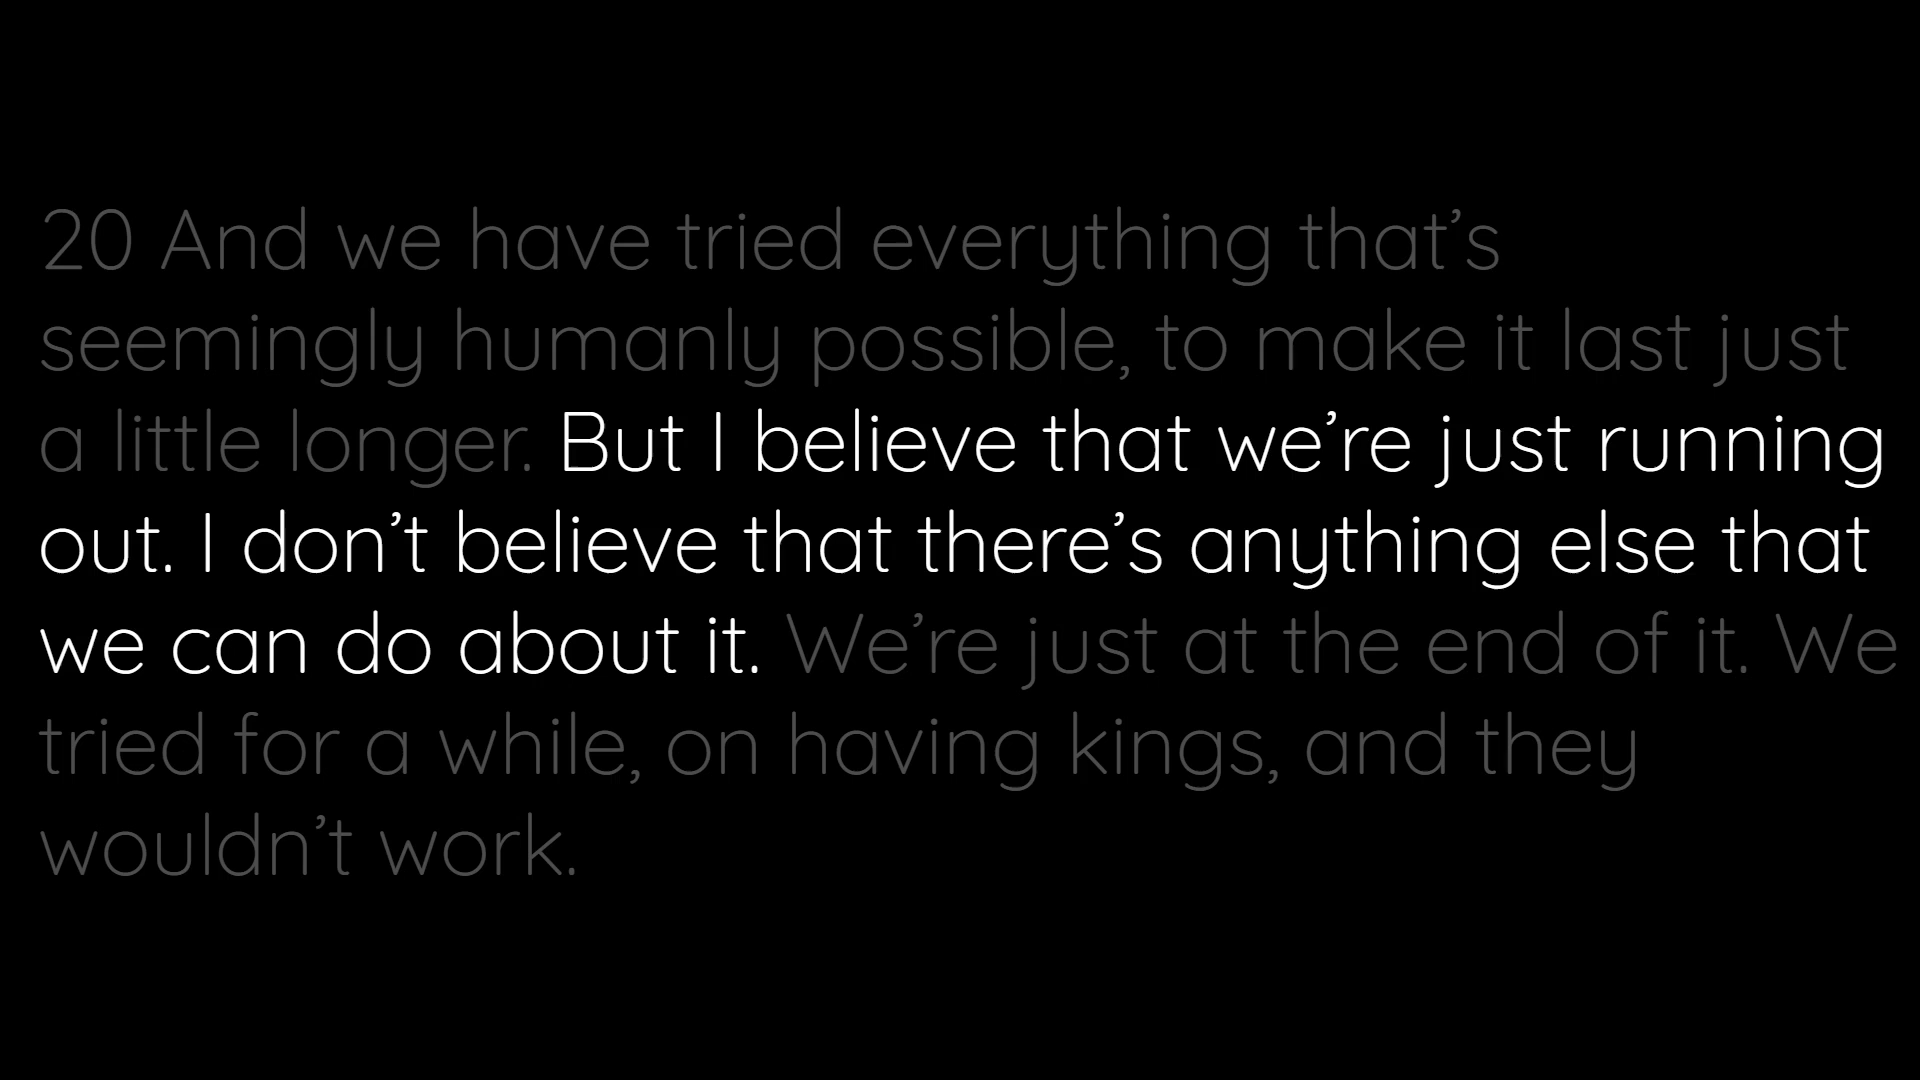 20 And we have tried everything that’s
seemingly humanly possible, to make it last just
a little longer. But I believe that we’re just running
out. I don’t believe that there’s anything else that
we can do about it. We’re just at the end of it. We
tried for a while, on having kings, and they
wouldn’t work.